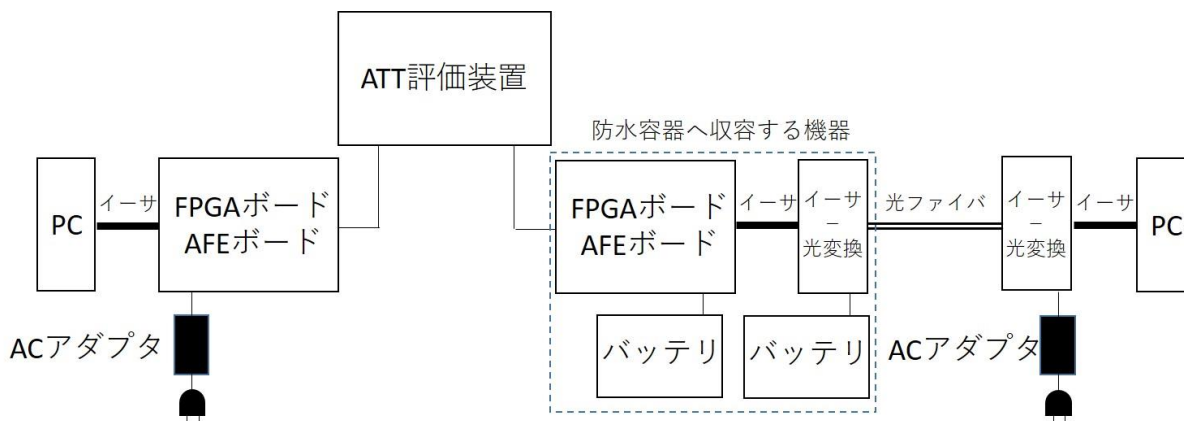 ATT評価装置
防水容器へ収容する機器
PC
イーサ
FPGAボード
AFEボード
FPGAボード
AFEボード
イーサ
イーサ
－
光変換
光ファイバ
イーサ
－
光変換
イーサ
PC
ACアダプタ
バッテリ
バッテリ
ACアダプタ